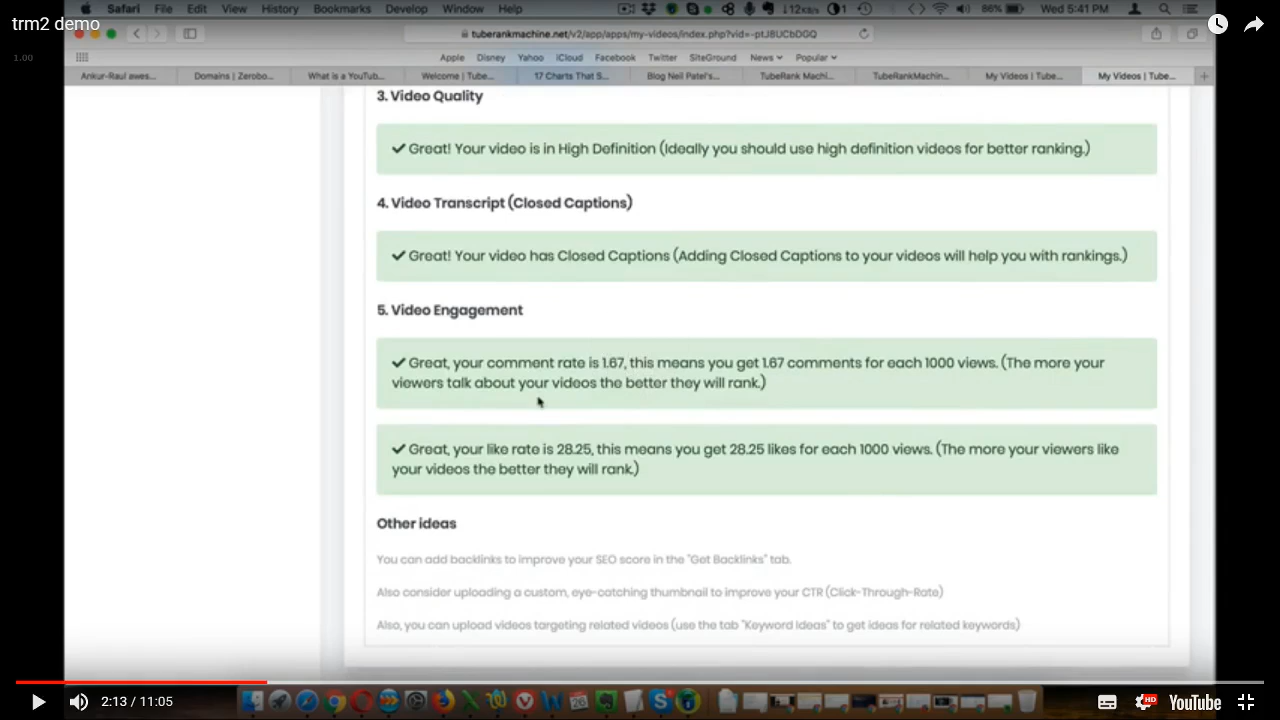 Safari File Edit View History Bookmarks Develop Window Help 112KB/s 1 86% Wed 5:41 PM
trm2 demo
tuberankmachine.net/v2/app/apps/my-videos/index.php?vid=-ptJ8UCbDGQ
1.00
Apple Disney Yahoo iCloud Facebook Twitter SiteGround News Popular
Ankur-Raul awes... Domains | Zerobo... What is a YouTub... Welcome | Tube... 17 Charts That S... Blog Neil Patel's... TubeRank Machi... TubeRankMachin... My Videos | Tube... My Videos | Tube...
3. Video Quality
✔ Great! Your video is in High Definition (Ideally you should use high definition videos for better ranking.)
4. Video Transcript (Closed Captions)
✔ Great! Your video has Closed Captions (Adding Closed Captions to your videos will help you with rankings.)
5. Video Engagement
✔ Great, your comment rate is 1.67, this means you get 1.67 comments for each 1000 views. (The more your
viewers talk about your videos the better they will rank.)
✔ Great, your like rate is 28.25, this means you get 28.25 likes for each 1000 views. (The more your viewers like
your videos the better they will rank.)
Other ideas
You can add backlinks to improve your SEO score in the "Get Backlinks" tab.
Also consider uploading a custom, eye-catching thumbnail to improve your CTR (Click-Through-Rate)
Also, you can upload videos targeting related videos (use the tab "Keyword Ideas" to get ideas for related keywords)
2:13 / 11:05 HD YouTube